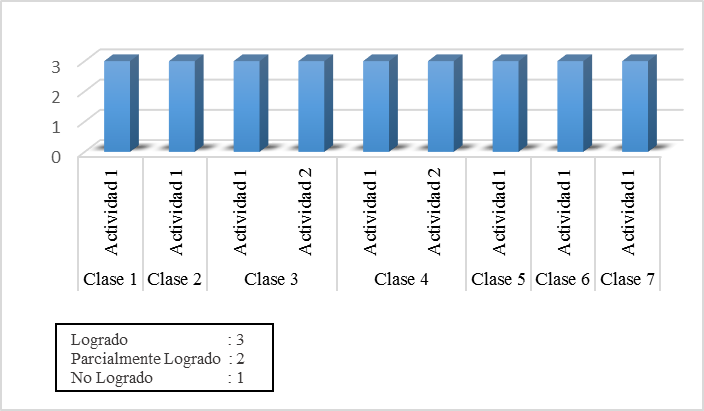 3
2
1
0
Actividad 1
Actividad 1
Actividad 1
Actividad 2
Actividad 1
Actividad 2
Actividad 1
Actividad 1
Actividad 1
Clase 1 Clase 2 Clase 3 Clase 4 Clase 5 Clase 6 Clase 7
Logrado : 3
Parcialmente Logrado : 2
No Logrado : 1